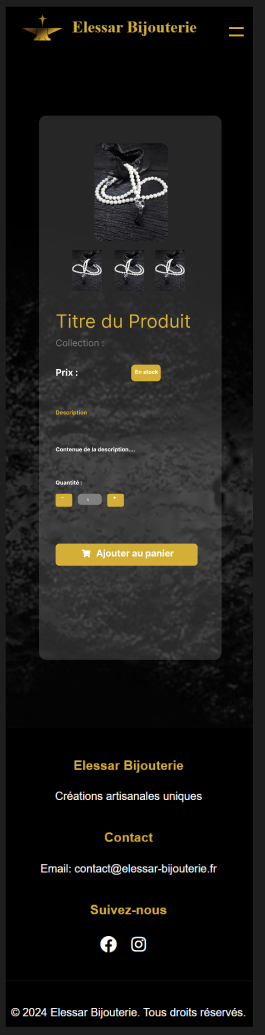 Elessar Bijouterie
Titre du Produit
Collection :
Prix :
En stock
Description
Contenue de la description....
Quantité :
- 1 +
Ajouter au panier
Elessar Bijouterie
Créations artisanales uniques
Contact
Email: contact@elessar-bijouterie.fr
Suivez-nous
© 2024 Elessar Bijouterie. Tous droits réservés.